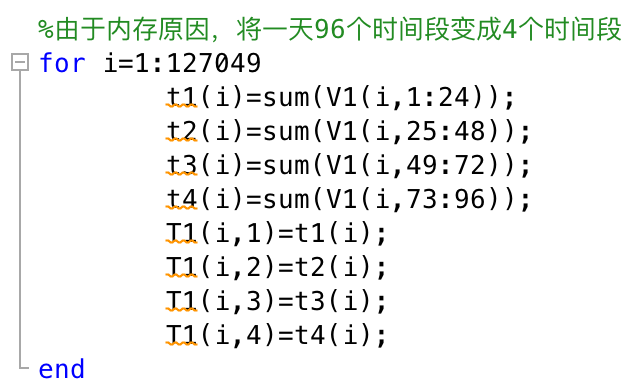 %由于内存原因，将一天96个时间段变成4个时间段
for i=1:127049
t1(i)=sum(V1(i,1:24));
t2(i)=sum(V1(i,25:48));
t3(i)=sum(V1(i,49:72));
t4(i)=sum(V1(i,73:96));
T1(i,1)=t1(i);
T1(i,2)=t2(i);
T1(i,3)=t3(i);
T1(i,4)=t4(i);
end